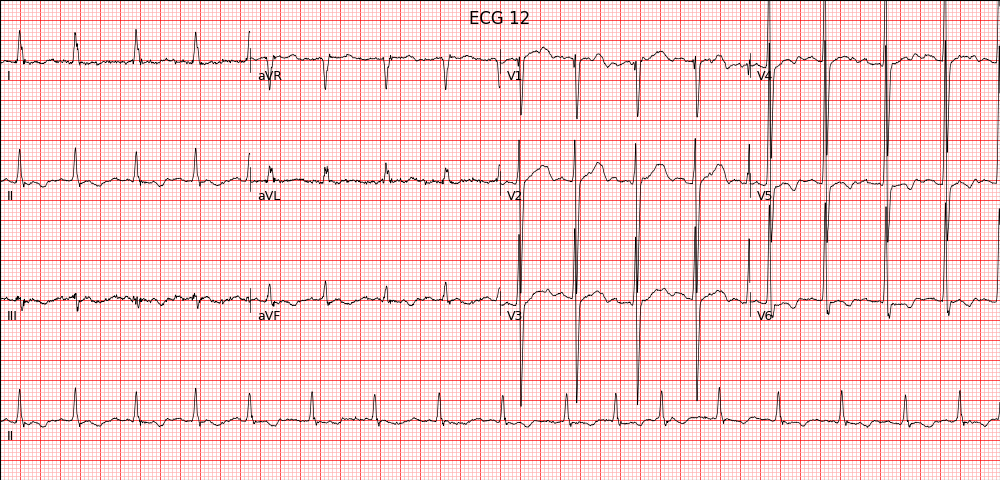 ECG 12
I aVR V1 V4
II aVL V2 V5
III aVF V3 V6
II